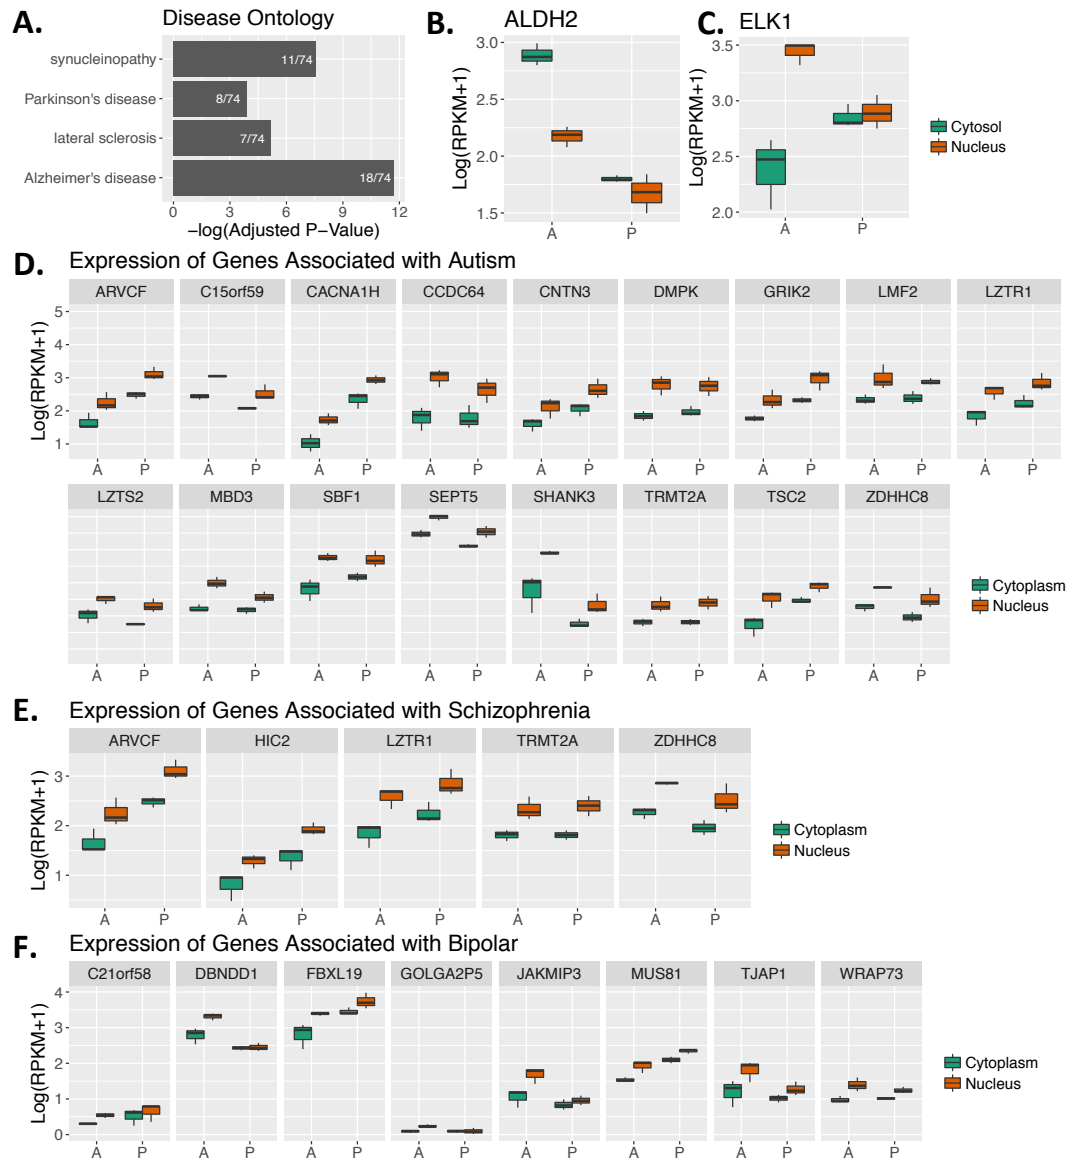 A. Disease Ontology
synucleinopathy 11/74
Parkinson's disease 8/74
lateral sclerosis 7/74
Alzheimer's disease 18/74
0 3 6 9 12
−log(Adjusted P−Value)
B. ALDH2
Log(RPKM+1)
3.0
2.5
2.0
1.5
A P
C. ELK1
Log(RPKM+1)
3.5
3.0
2.5
2.0
A P
Cytosol
Nucleus
D. Expression of Genes Associated with Autism
ARVCF C15orf59 CACNA1H CCDC64 CNTN3 DMPK GRIK2 LMF2 LZTR1
Log(RPKM+1)
5
4
3
2
1
A P A P A P A P A P A P A P A P A P
LZTS2 MBD3 SBF1 SEPT5 SHANK3 TRMT2A TSC2 ZDHHC8
A P A P A P A P A P A P A P A P
Cytoplasm
Nucleus
E. Expression of Genes Associated with Schizophrenia
ARVCF HIC2 LZTR1 TRMT2A ZDHHC8
Log(RPKM+1)
3
2
1
A P A P A P A P A P
Cytoplasm
Nucleus
F. Expression of Genes Associated with Bipolar
C21orf58 DBNDD1 FBXL19 GOLGA2P5 JAKMIP3 MUS81 TJAP1 WRAP73
Log(RPKM+1)
4
3
2
1
0
A P A P A P A P A P A P A P A P
Cytoplasm
Nucleus